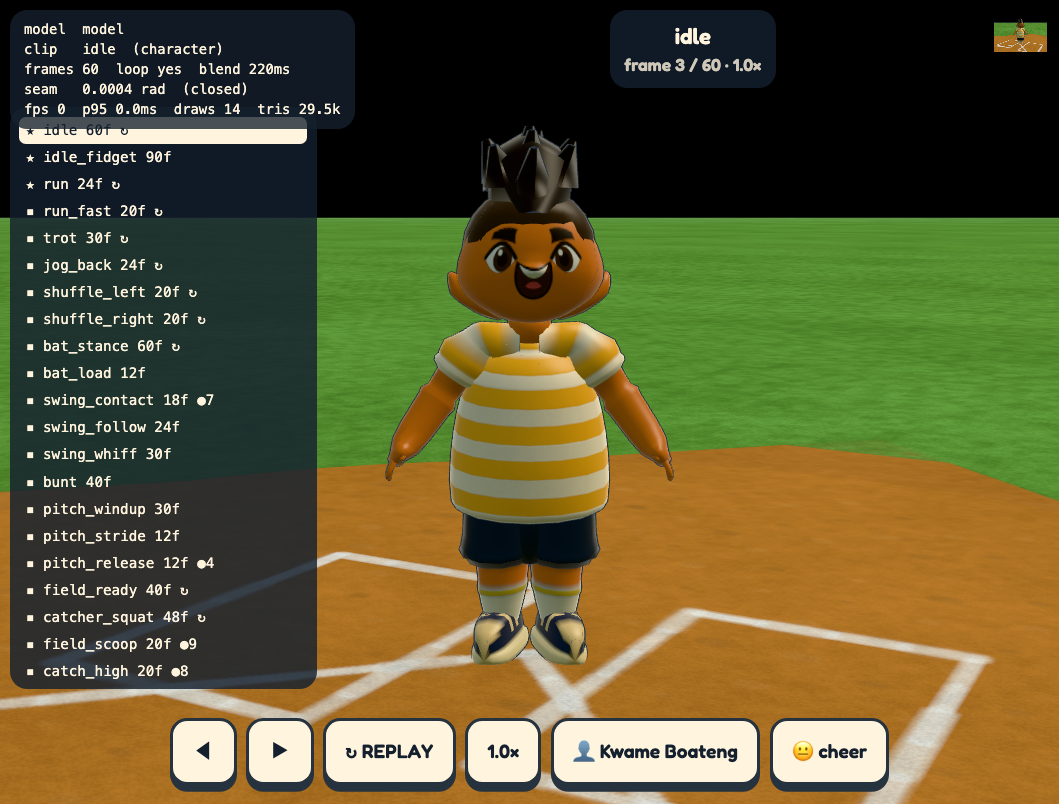 model  model
clip   idle  (character)
frames 60  loop yes  blend 220ms
seam   0.0004 rad  (closed)
fps 0  p95 0.0ms  draws 14  tris 29.5k
★ idle 60f ↻
★ idle_fidget 90f
★ run 24f ↻
▪ run_fast 20f ↻
▪ trot 30f ↻
▪ jog_back 24f ↻
▪ shuffle_left 20f ↻
▪ shuffle_right 20f ↻
▪ bat_stance 60f ↻
▪ bat_load 12f
▪ swing_contact 18f ●7
▪ swing_follow 24f
▪ swing_whiff 30f
▪ bunt 40f
▪ pitch_windup 30f
▪ pitch_stride 12f
▪ pitch_release 12f ●4
▪ field_ready 40f ↻
▪ catcher_squat 48f ↻
▪ field_scoop 20f ●9
▪ catch_high 20f ●8
idle
frame 3 / 60 · 1.0×
◀ ▶ ↻ REPLAY 1.0× 👤 Kwame Boateng 😐 cheer